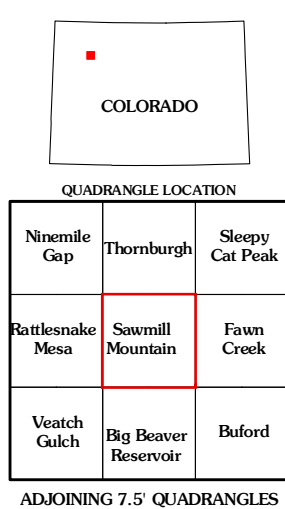 COLORADO
QUADRANGLE LOCATION
Ninemile
Gap
Thornburgh
Sleepy
Cat Peak
Rattlesnake
Mesa
Sawmill
Mountain
Fawn
Creek
Veatch
Gulch
Big Beaver
Reservoir
Buford
ADJOINING 7.5' QUADRANGLES